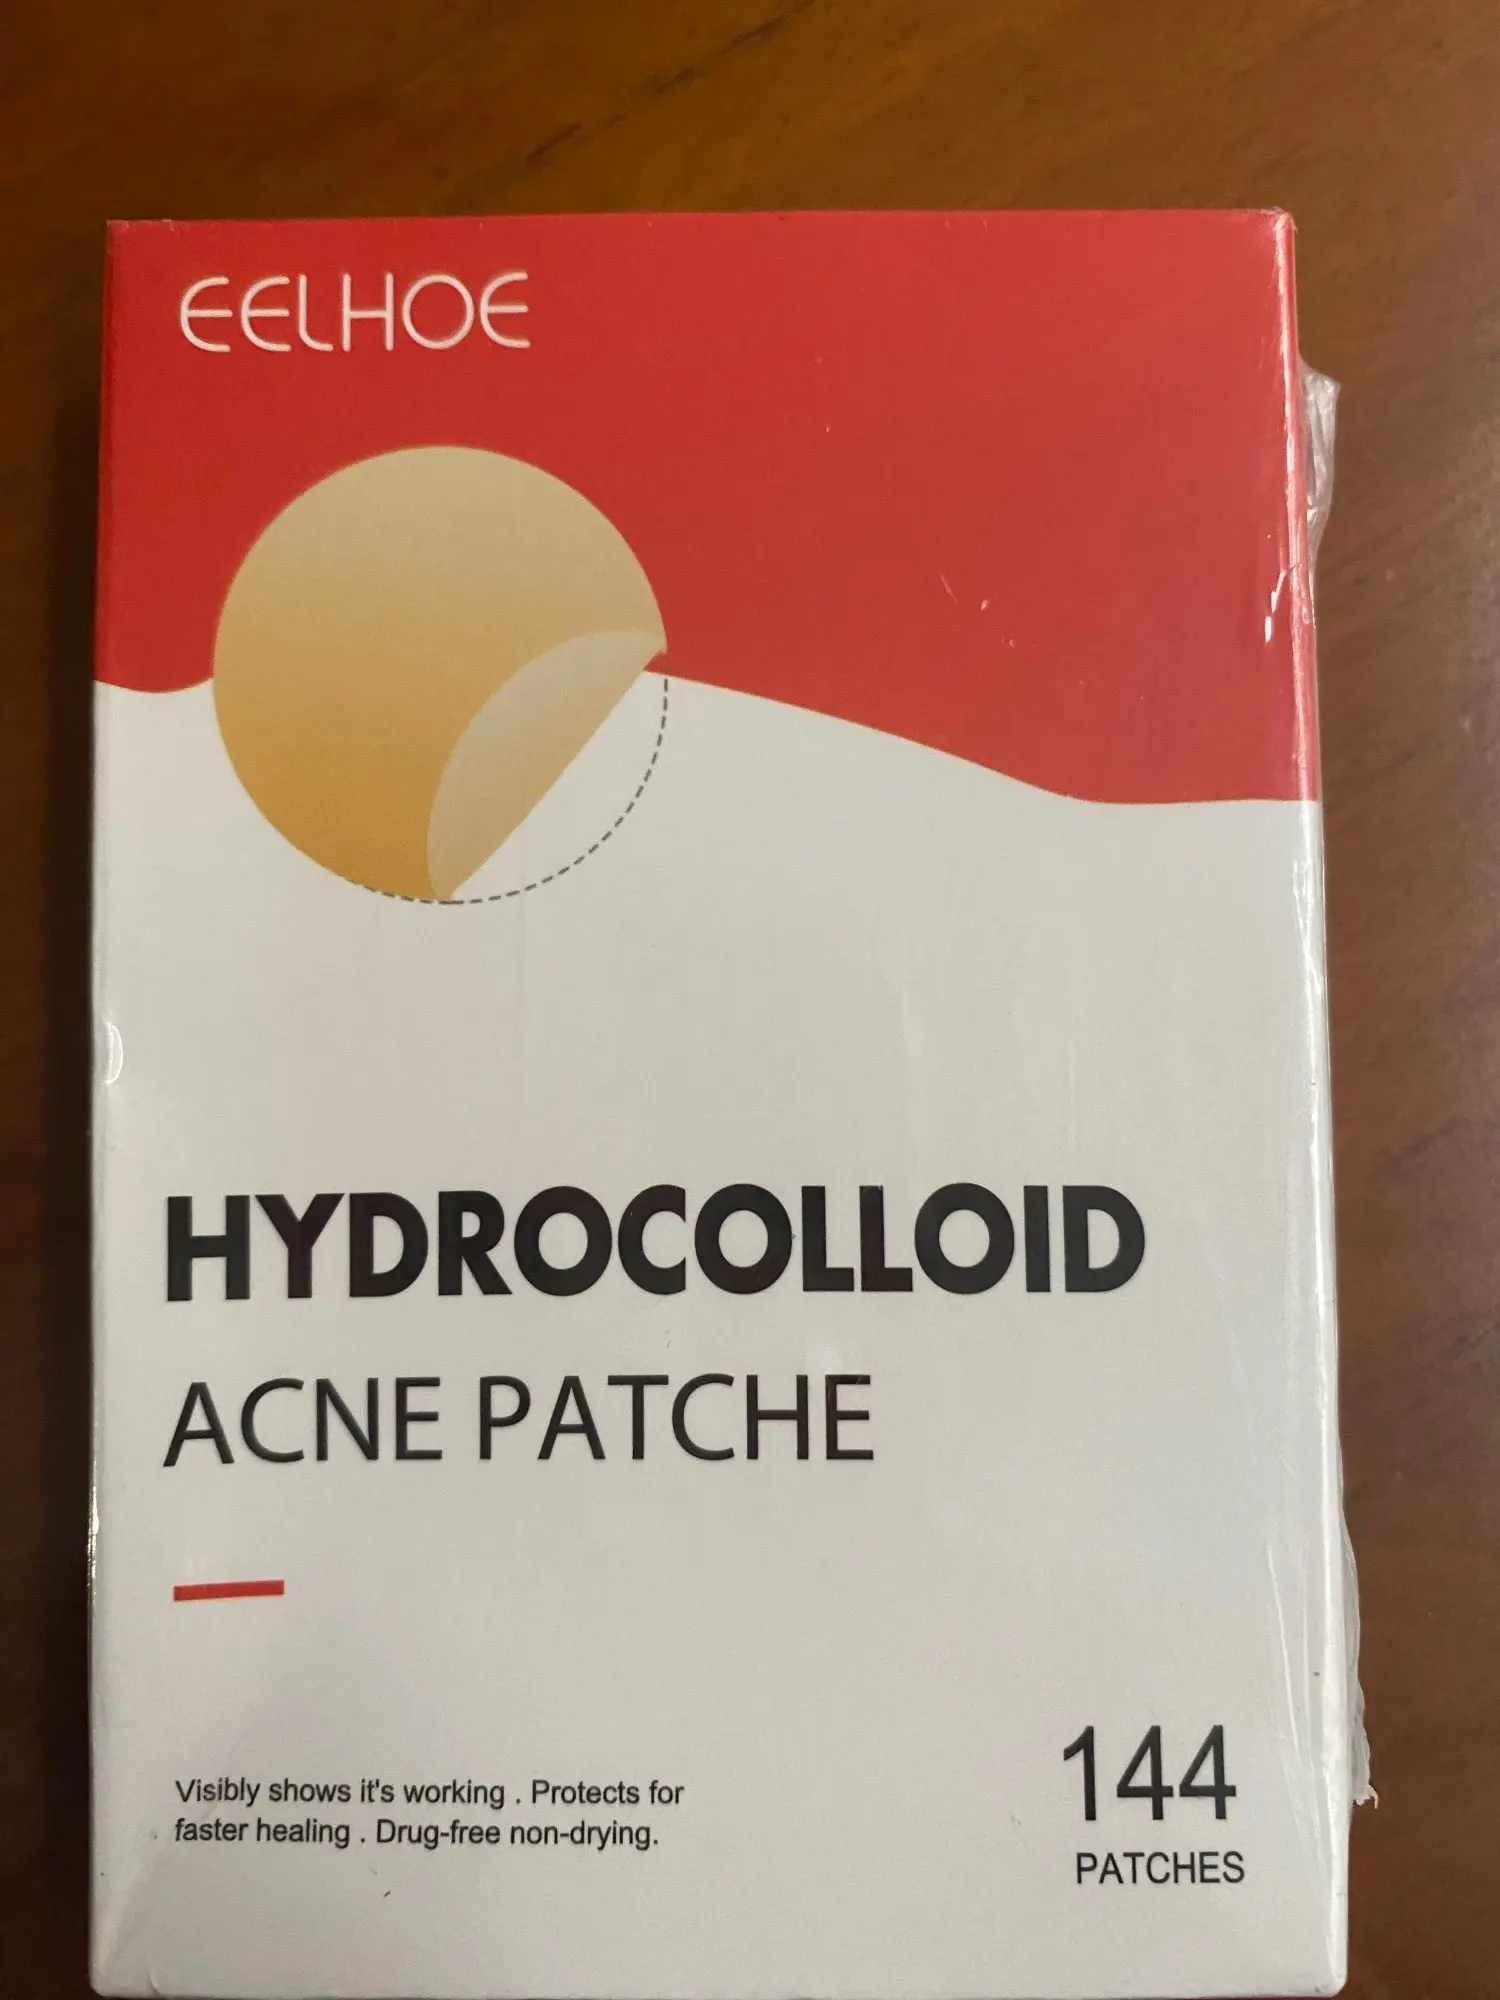 EELHOE
HYDROCOLLOID
ACNE PATCHE
Visibly shows it's working . Protects for
faster healing . Drug-free non-drying.
144
PATCHES